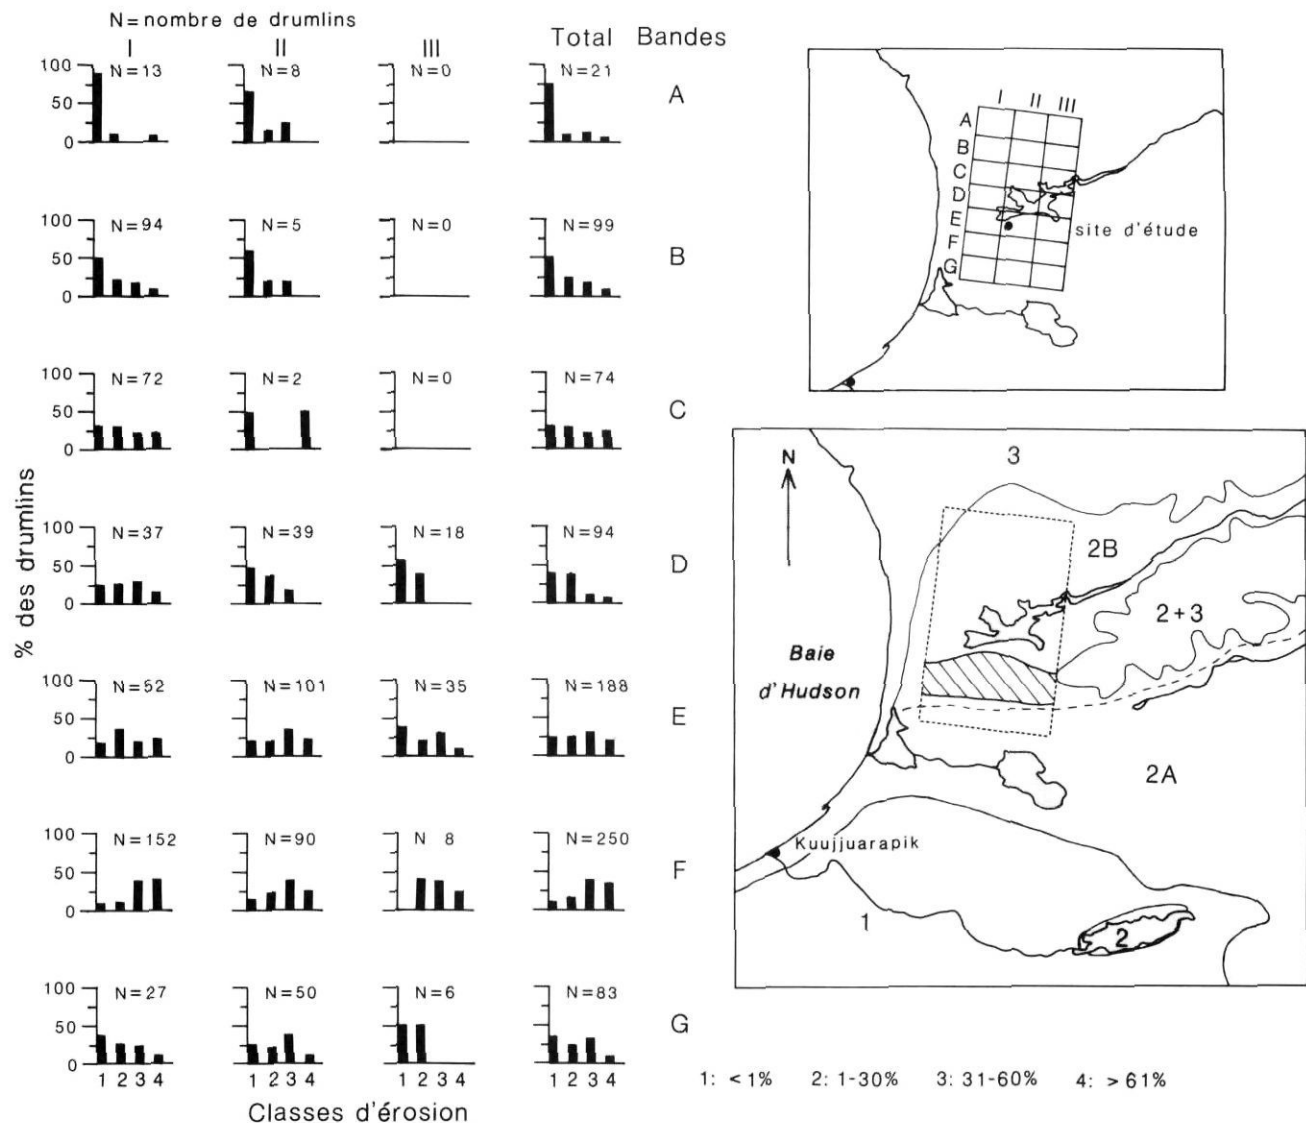 N=nombre de drumlins
I II III Total Bandes
100 N=13 N=8 N=0 N=21
50 A
0
100 N=94 N=5 N=0 N=99
50 B
0
100 N=72 N=2 N=0 N=74
50 C
0
100 N=37 N=39 N=18 N=94
50 D
0
100 N=52 N=101 N=35 N=188
50 E
0
100 N=152 N=90 N 8 N=250
50 F
0
100 N=27 N=50 N=6 N=83
50 G
0
1 2 3 4 1 2 3 4 1 2 3 4 1 2 3 4
% des drumlins
Classes d'érosion
I II III
A
B
C
D
E
F
G
site d'étude
N
3
2B
2+3
Baie
d'Hudson
2A
Kuujjuarapik
1
2
1: <1% 2: 1-30% 3: 31-60% 4: >61%